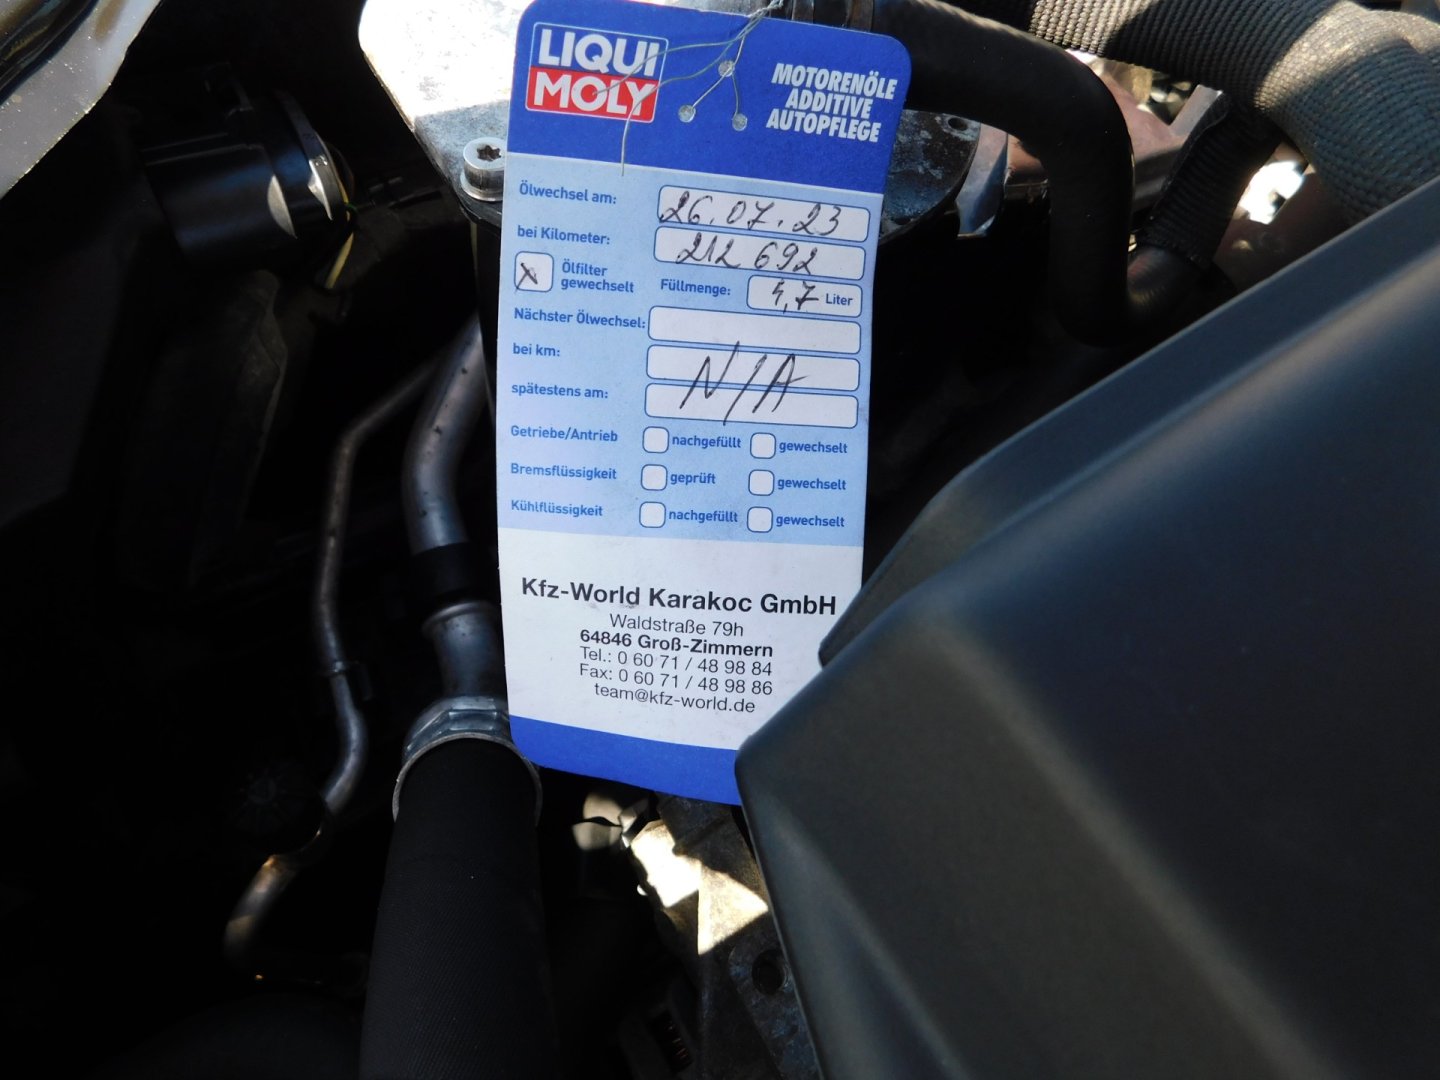 LIQUI
MOLY
MOTORENÖLE
ADDITIVE
AUTOPFLEGE
Ölwechsel am: 26.07.23
bei Kilometer: 212 692
X Ölfilter
gewechselt Füllmenge: 4,7 Liter
Nächster Ölwechsel:
bei km: N/A
spätestens am:
Getriebe/Antrieb nachgefüllt gewechselt
Bremsflüssigkeit geprüft gewechselt
Kühlflüssigkeit nachgefüllt gewechselt
Kfz-World Karakoc GmbH
Waldstraße 79h
64846 Groß-Zimmern
Tel.: 0 60 71 / 48 98 84
Fax: 0 60 71 / 48 98 86
team@kfz-world.de